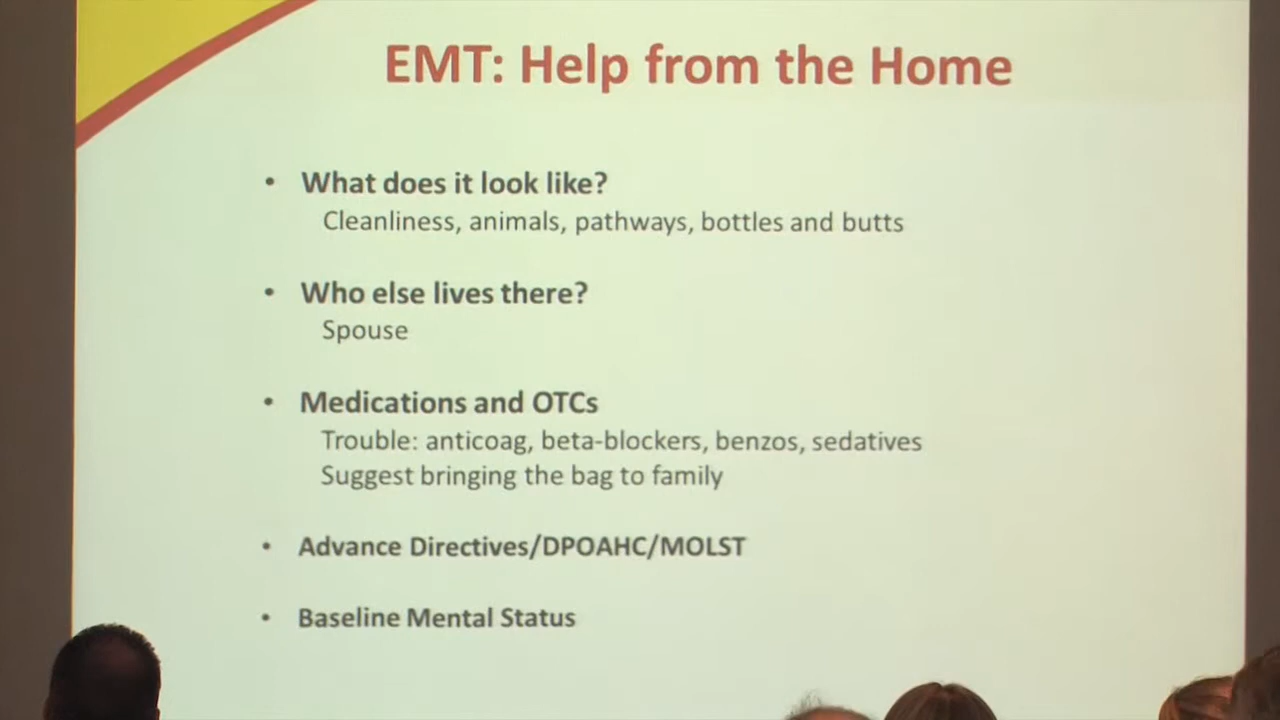 EMT: Help from the Home
• What does it look like?
Cleanliness, animals, pathways, bottles and butts
• Who else lives there?
Spouse
• Medications and OTCs
Trouble: anticoag, beta-blockers, benzos, sedatives
Suggest bringing the bag to family
• Advance Directives/DPOAHC/MOLST
• Baseline Mental Status